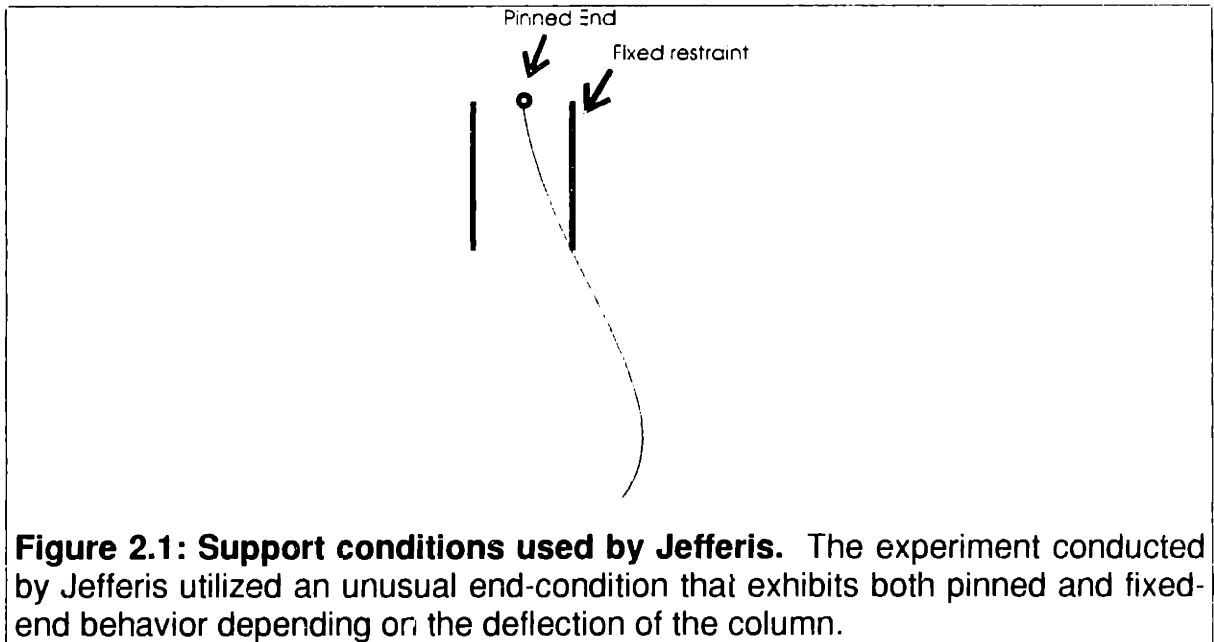 Pinned End
Fixed restraint
Figure 2.1: Support conditions used by Jefferis. The experiment conducted
by Jefferis utilized an unusual end-condition that exhibits both pinned and fixed-
end behavior depending on the deflection of the column.